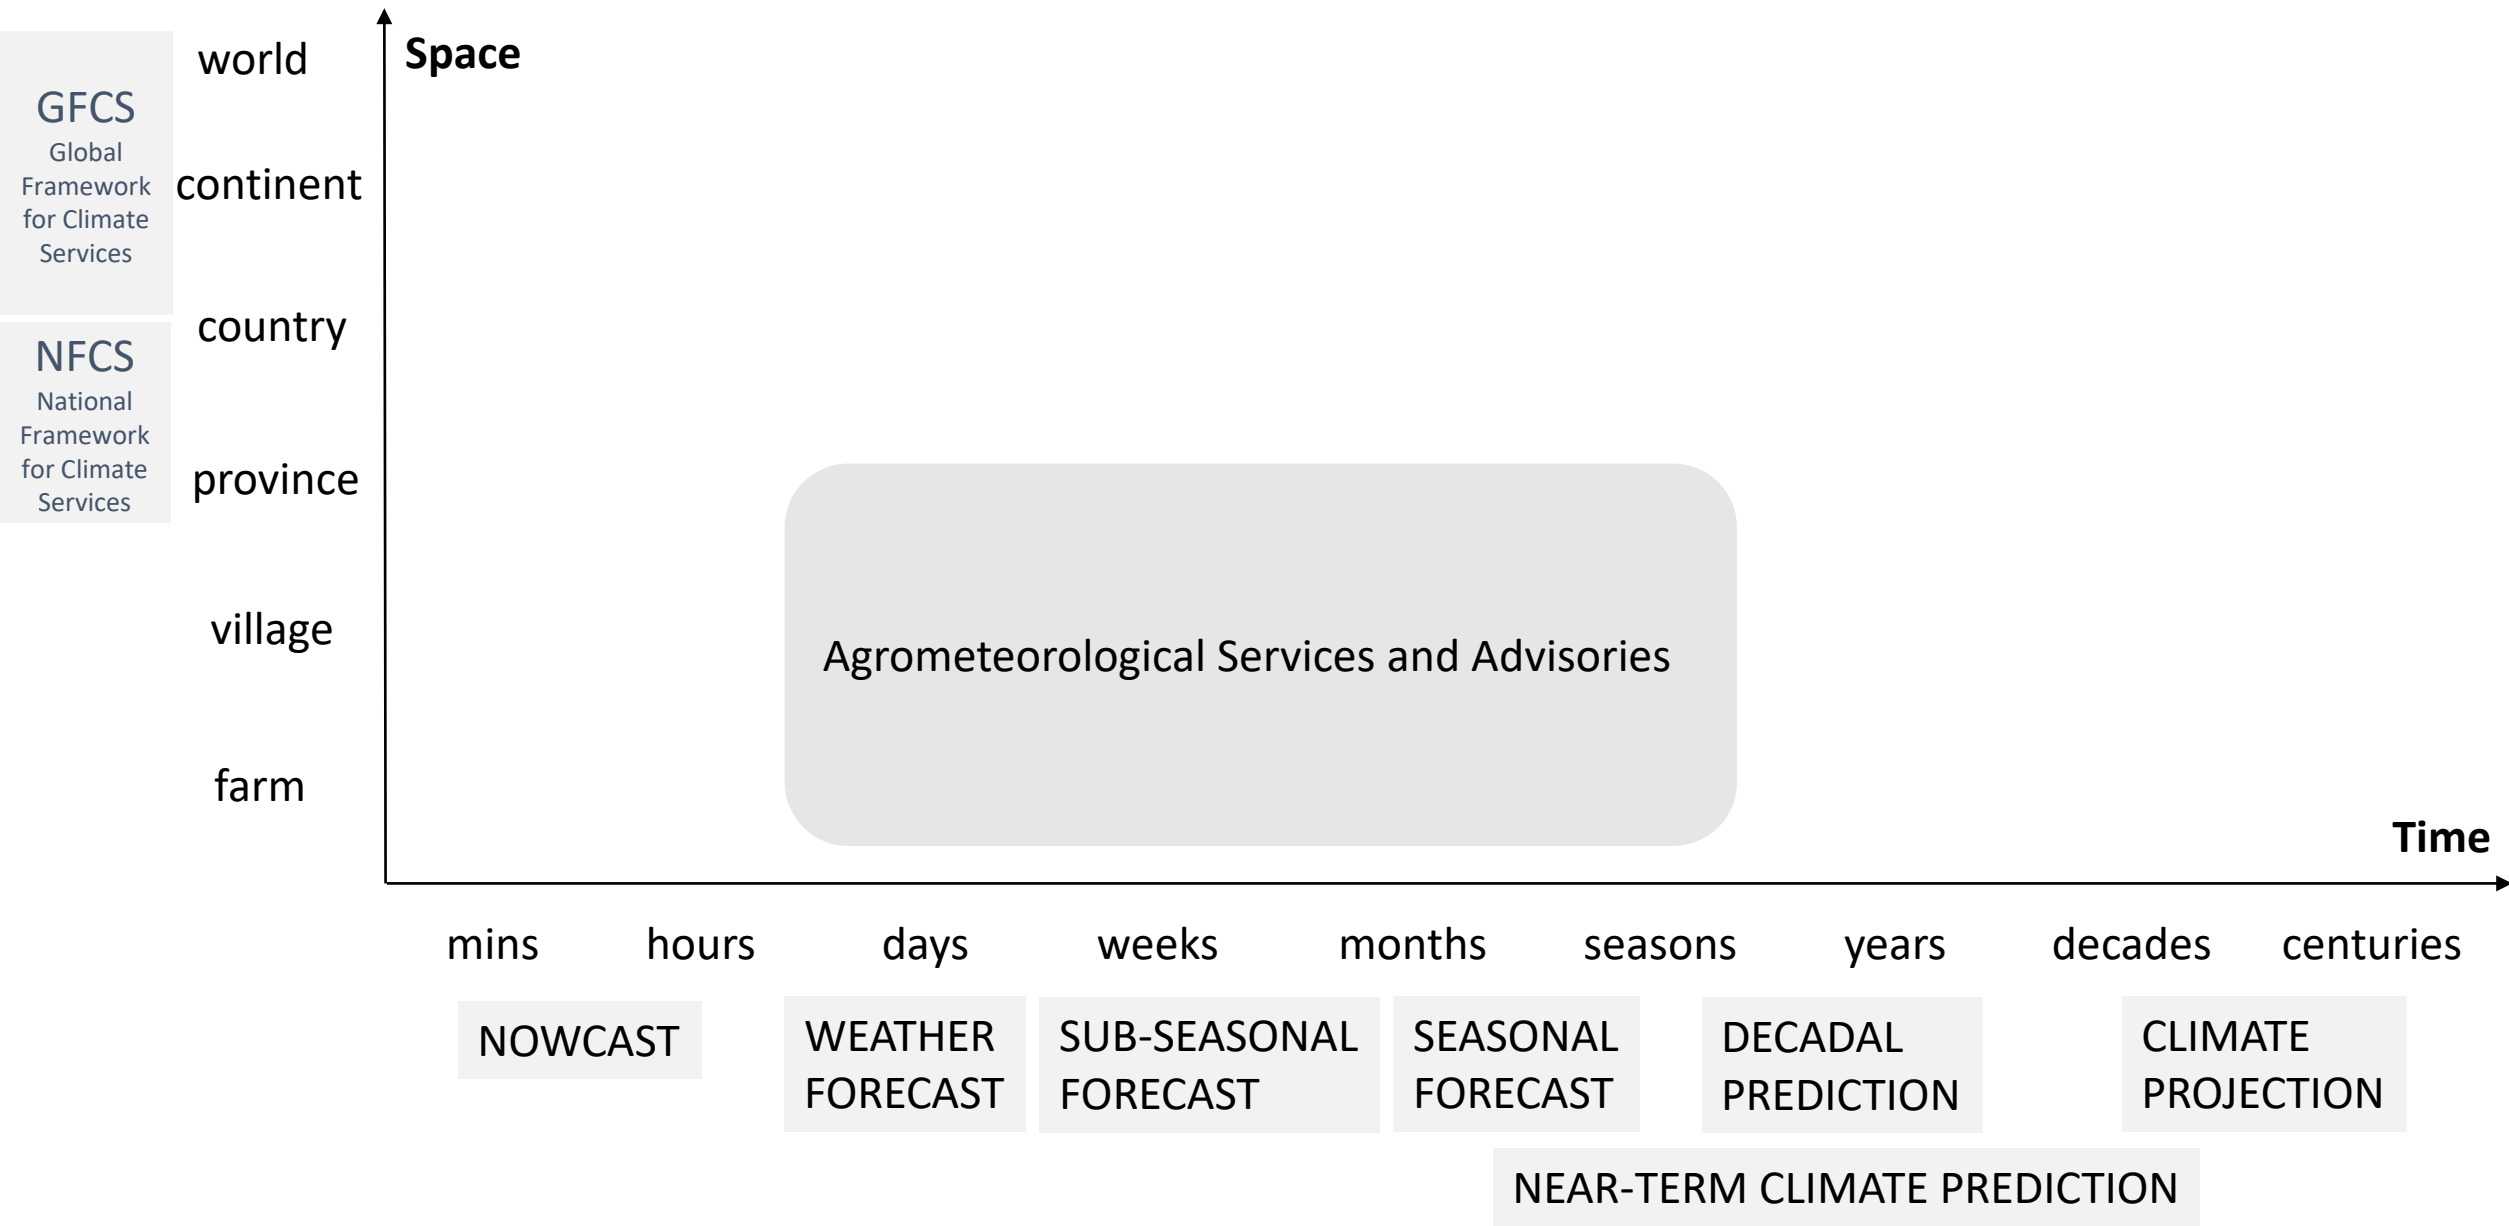 Space
world
continent
country
province
village
farm
GFCS
Global
Framework
for Climate
Services
NFCS
National
Framework
for Climate
Services
Agrometeorological Services and Advisories
Time
mins hours days weeks months seasons years decades centuries
NOWCAST
WEATHER
FORECAST
SUB-SEASONAL
FORECAST
SEASONAL
FORECAST
DECADAL
PREDICTION
CLIMATE
PROJECTION
NEAR-TERM CLIMATE PREDICTION